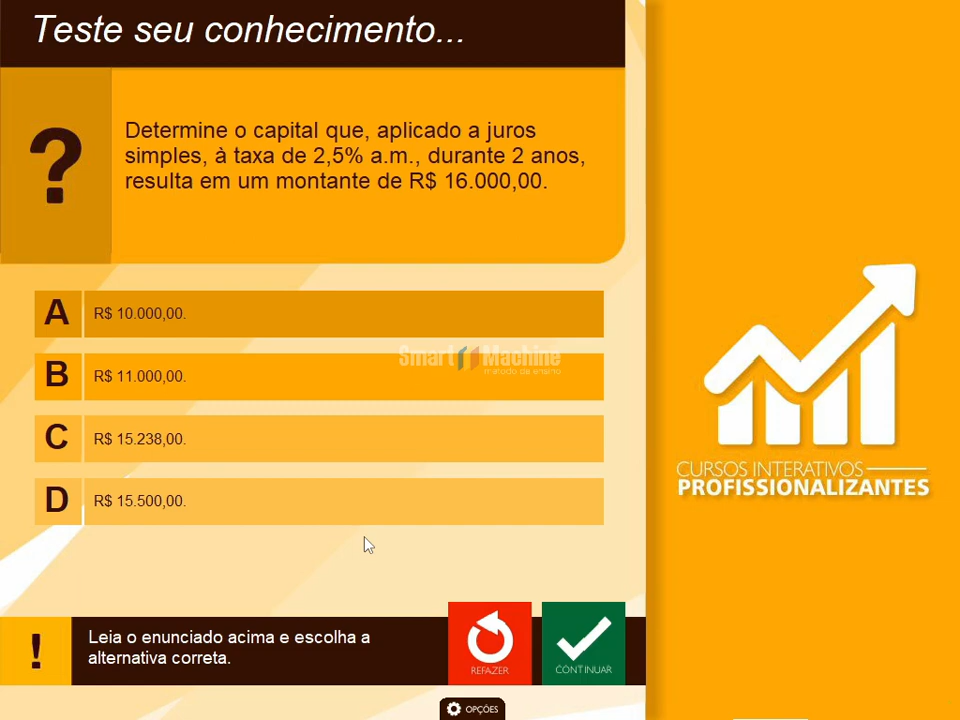 Teste seu conhecimento...
?
Determine o capital que, aplicado a juros
simples, à taxa de 2,5% a.m., durante 2 anos,
resulta em um montante de R$ 16.000,00.
A R$ 10.000,00.
B R$ 11.000,00.
Smart Machine
método de ensino
C R$ 15.238,00.
D R$ 15.500,00.
CURSOS INTERATIVOS
PROFISSIONALIZANTES
!
Leia o enunciado acima e escolha a
alternativa correta.
REFAZER
CONTINUAR
OPÇÕES